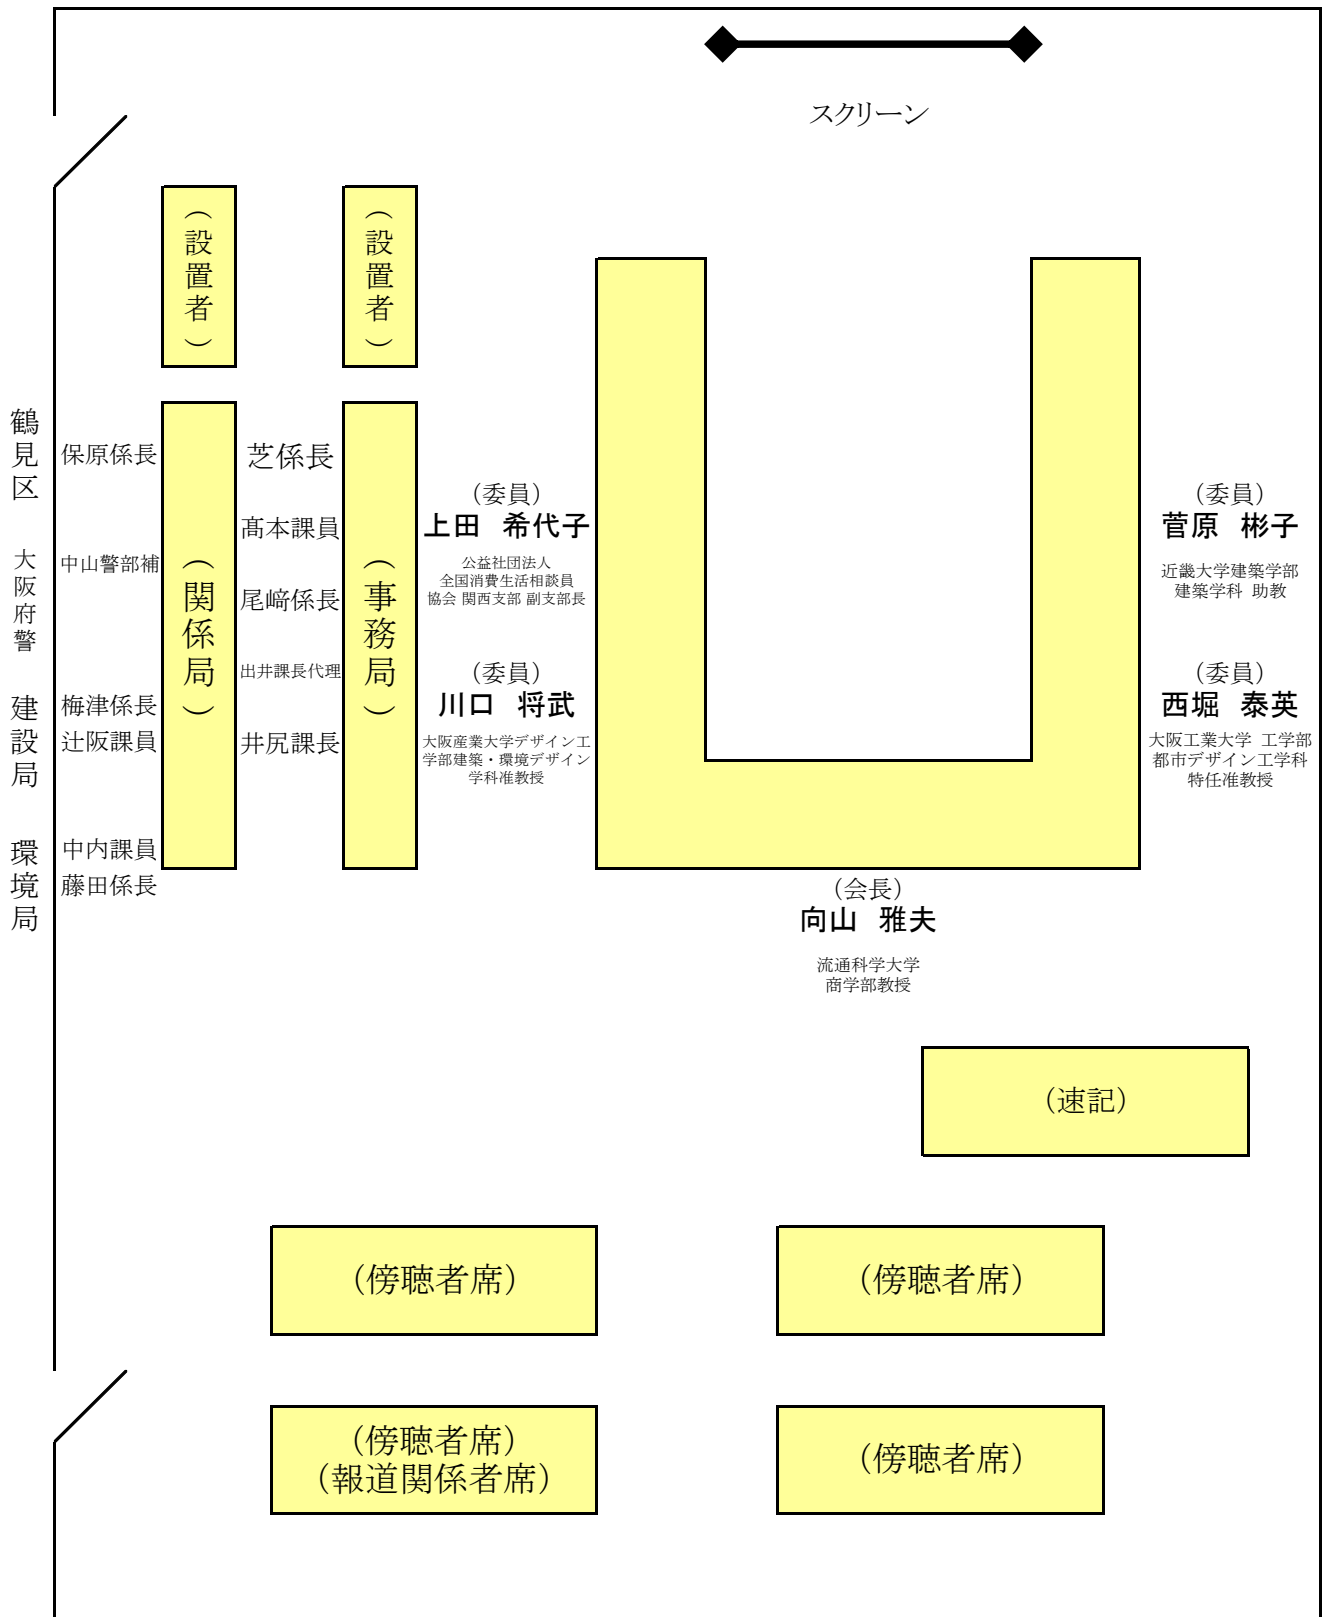 スクリーン
（設置者）
（設置者）
鶴見区
保原係長
大阪府警
中山警部補
建設局
梅津係長
辻阪課員
環境局
中内課員
藤田係長
（関係局）
芝係長
髙本課員
尾﨑係長
出井課長代理
井尻課長
（事務局）
（委員）
上田 希代子
公益社団法人
全国消費生活相談員
協会 関西支部 副支部長
（委員）
川口 将武
大阪産業大学デザイン工
学部建築・環境デザイン
学科准教授
（委員）
菅原 彬子
近畿大学建築学部
建築学科 助教
（委員）
西堀 泰英
大阪工業大学 工学部
都市デザイン工学科
特任准教授
（会長）
向山 雅夫
流通科学大学
商学部教授
（速記）
（傍聴者席）
（傍聴者席）
（傍聴者席）
（報道関係者席）
（傍聴者席）